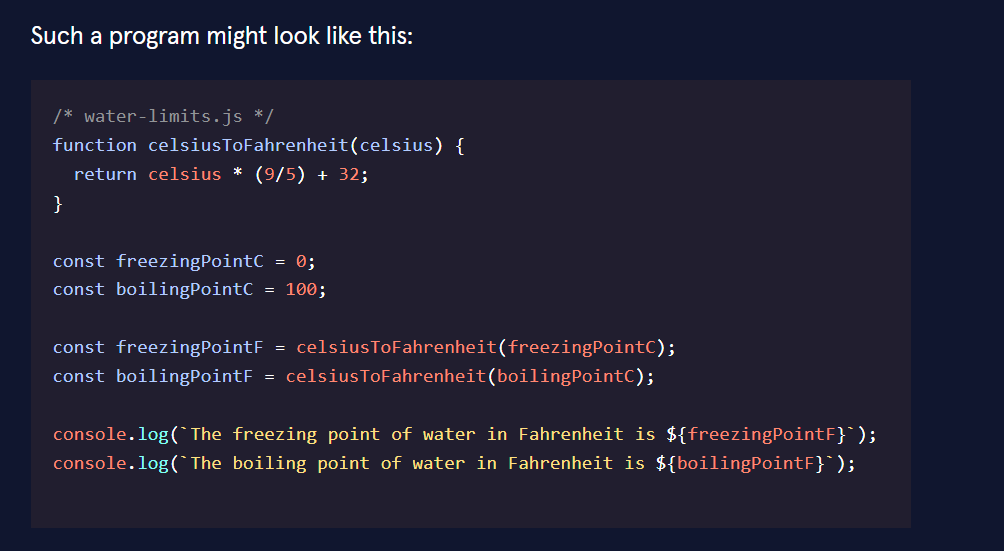 Such a program might look like this:
/* water-limits.js */
function celsiusToFahrenheit(celsius) {
  return celsius * (9/5) + 32;
}
const freezingPointC = 0;
const boilingPointC = 100;
const freezingPointF = celsiusToFahrenheit(freezingPointC);
const boilingPointF = celsiusToFahrenheit(boilingPointC);
console.log(`The freezing point of water in Fahrenheit is ${freezingPointF}`);
console.log(`The boiling point of water in Fahrenheit is ${boilingPointF}`);